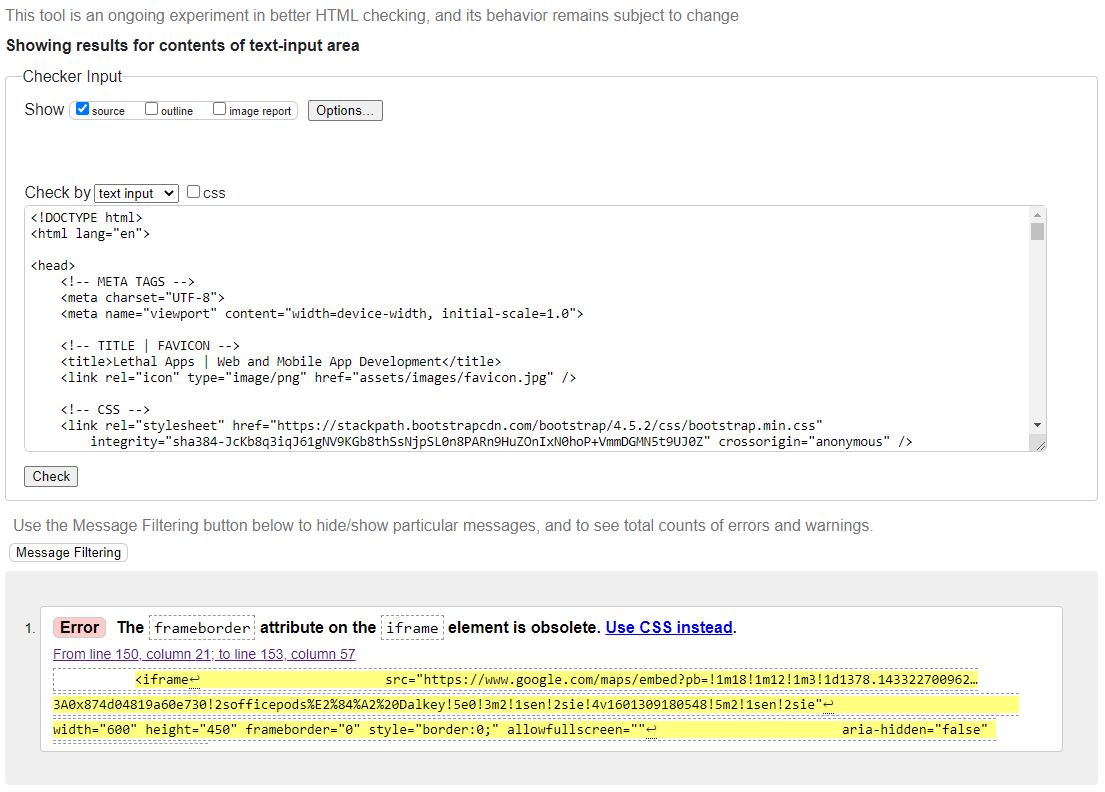 This tool is an ongoing experiment in better HTML checking, and its behavior remains subject to change
Showing results for contents of text-input area
Checker Input
Show source outline image report Options...
Check by text input css
<!DOCTYPE html>
<html lang="en">
<head>
<!-- META TAGS -->
<meta charset="UTF-8">
<meta name="viewport" content="width=device-width, initial-scale=1.0">
<!-- TITLE | FAVICON -->
<title>Lethal Apps | Web and Mobile App Development</title>
<link rel="icon" type="image/png" href="assets/images/favicon.jpg" />
<!-- CSS -->
<link rel="stylesheet" href="https://stackpath.bootstrapcdn.com/bootstrap/4.5.2/css/bootstrap.min.css"
integrity="sha384-JcKb8q3iqJ61gNV9KGb8thSsNjpSL0n8PARn9HuZOnIxN0hoP+VmmDGMN5t9UJ0Z" crossorigin="anonymous" />
Check
Use the Message Filtering button below to hide/show particular messages, and to see total counts of errors and warnings.
Message Filtering
1. Error The frameborder attribute on the iframe element is obsolete. Use CSS instead.
From line 150, column 21; to line 153, column 57
<iframe↩ src="https://www.google.com/maps/embed?pb=!1m18!1m12!1m3!1d1378.143322700962…
3A0x874d04819a60e730!2sofficepods%E2%84%A2%20Dalkey!5e0!3m2!1sen!2sie!4v1601309180548!5m2!1sen!2sie"↩
width="600" height="450" frameborder="0" style="border:0;" allowfullscreen=""↩ aria-hidden="false"